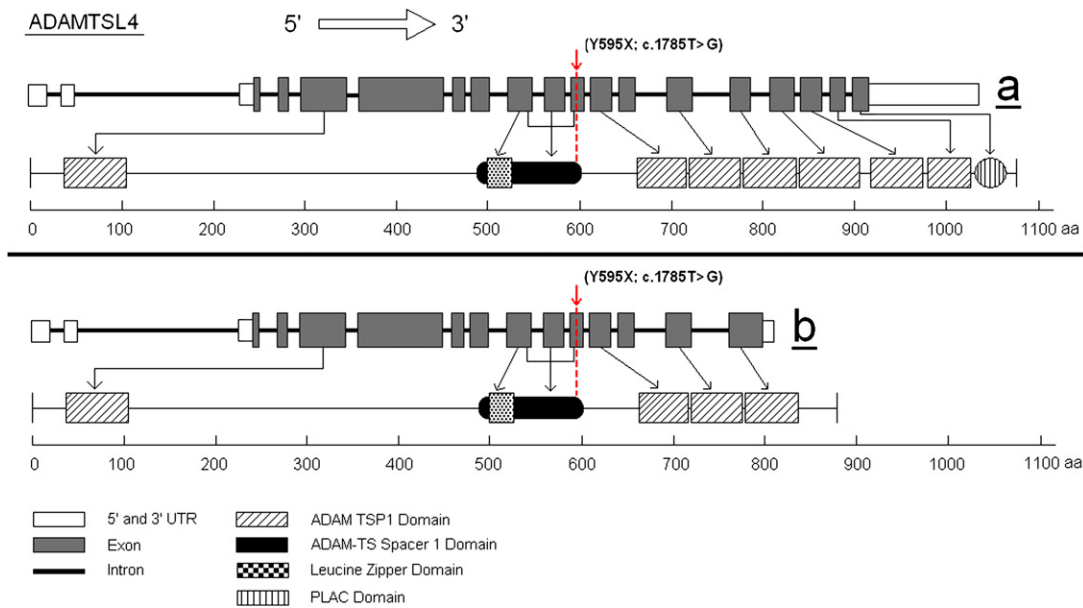 ADAMTSL4 5' 3'
(Y595X; c.1785T> G)
a
0 100 200 300 400 500 600 700 800 900 1000 1100 aa
(Y595X; c.1785T> G)
b
0 100 200 300 400 500 600 700 800 900 1000 1100 aa
5' and 3' UTR
Exon
Intron
ADAM TSP1 Domain
ADAM-TS Spacer 1 Domain
Leucine Zipper Domain
PLAC Domain